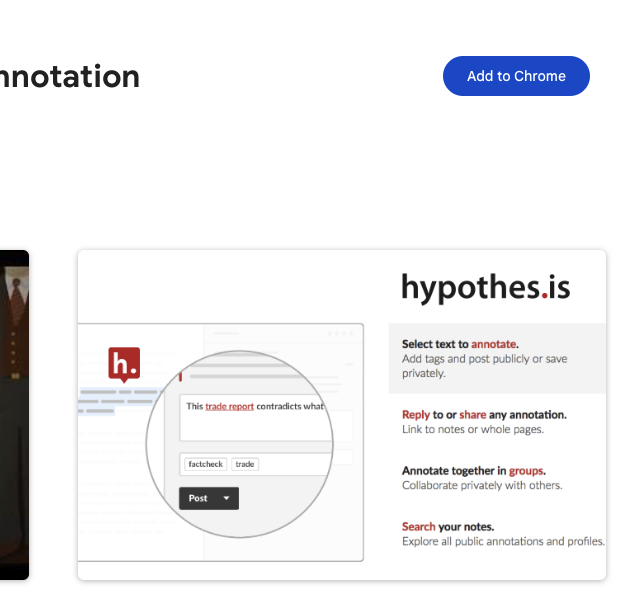 nnotation
Add to Chrome
hypothes.is
h.
Select text to annotate.
Add tags and post publicly or save
privately.
This trade report contradicts what
factcheck trade
Post
Reply to or share any annotation.
Link to notes or whole pages.
Annotate together in groups.
Collaborate privately with others.
Search your notes.
Explore all public annotations and profiles.